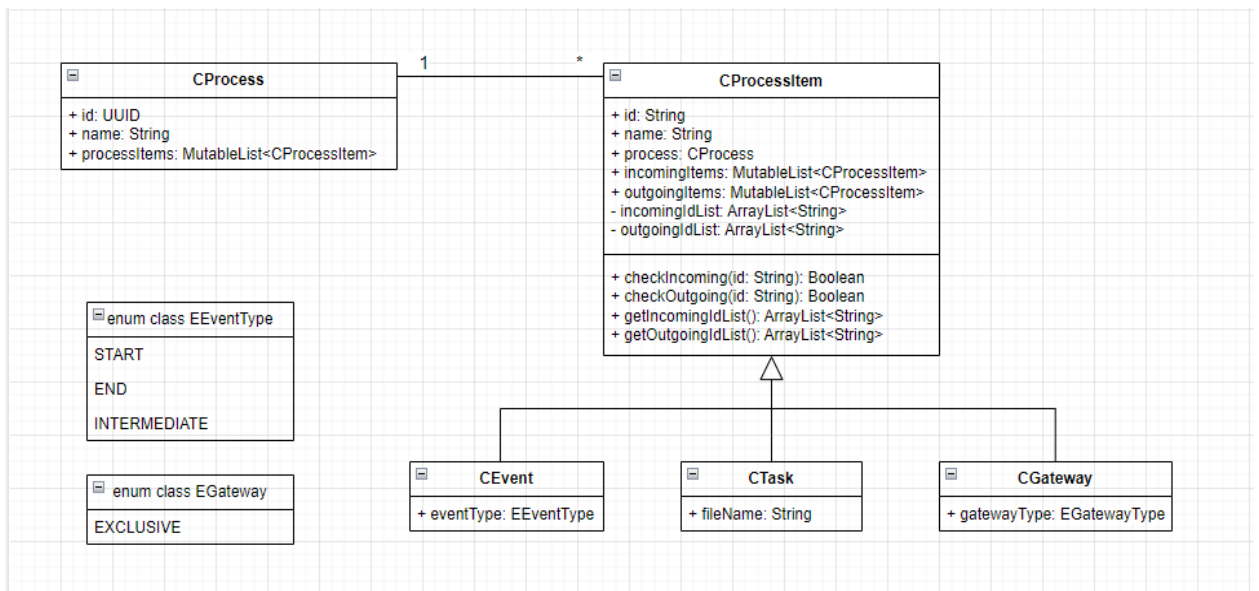 1
*
CProcess
+ id: UUID
+ name: String
+ processItems: MutableList<CProcessItem>
CProcessItem
+ id: String
+ name: String
+ process: CProcess
+ incomingItems: MutableList<CProcessItem>
+ outgoingItems: MutableList<CProcessItem>
- incomingIdList: ArrayList<String>
- outgoingIdList: ArrayList<String>
+ checkIncoming(id: String): Boolean
+ checkOutgoing(id: String): Boolean
+ getIncomingIdList(): ArrayList<String>
+ getOutgoingIdList(): ArrayList<String>
enum class EEventType
START
END
INTERMEDIATE
enum class EGateway
EXCLUSIVE
CEvent
+ eventType: EEventType
CTask
+ fileName: String
CGateway
+ gatewayType: EGatewayType